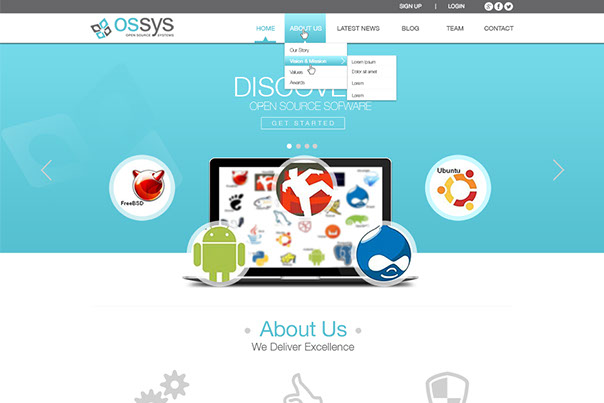 SIGN UP | LOGIN
OSSYS
OPEN SOURCE SYSTEMS
HOME ABOUT US LATEST NEWS BLOG TEAM CONTACT
Our Story
Vision & Mission
Values
Awards
Lorem ipsum
Dolor sit amet
Lorem
Lorem
DISCOVE
OPEN SOURCE SOFWARE
GET STARTED
FreeBSD
Ubuntu
About Us
We Deliver Excellence